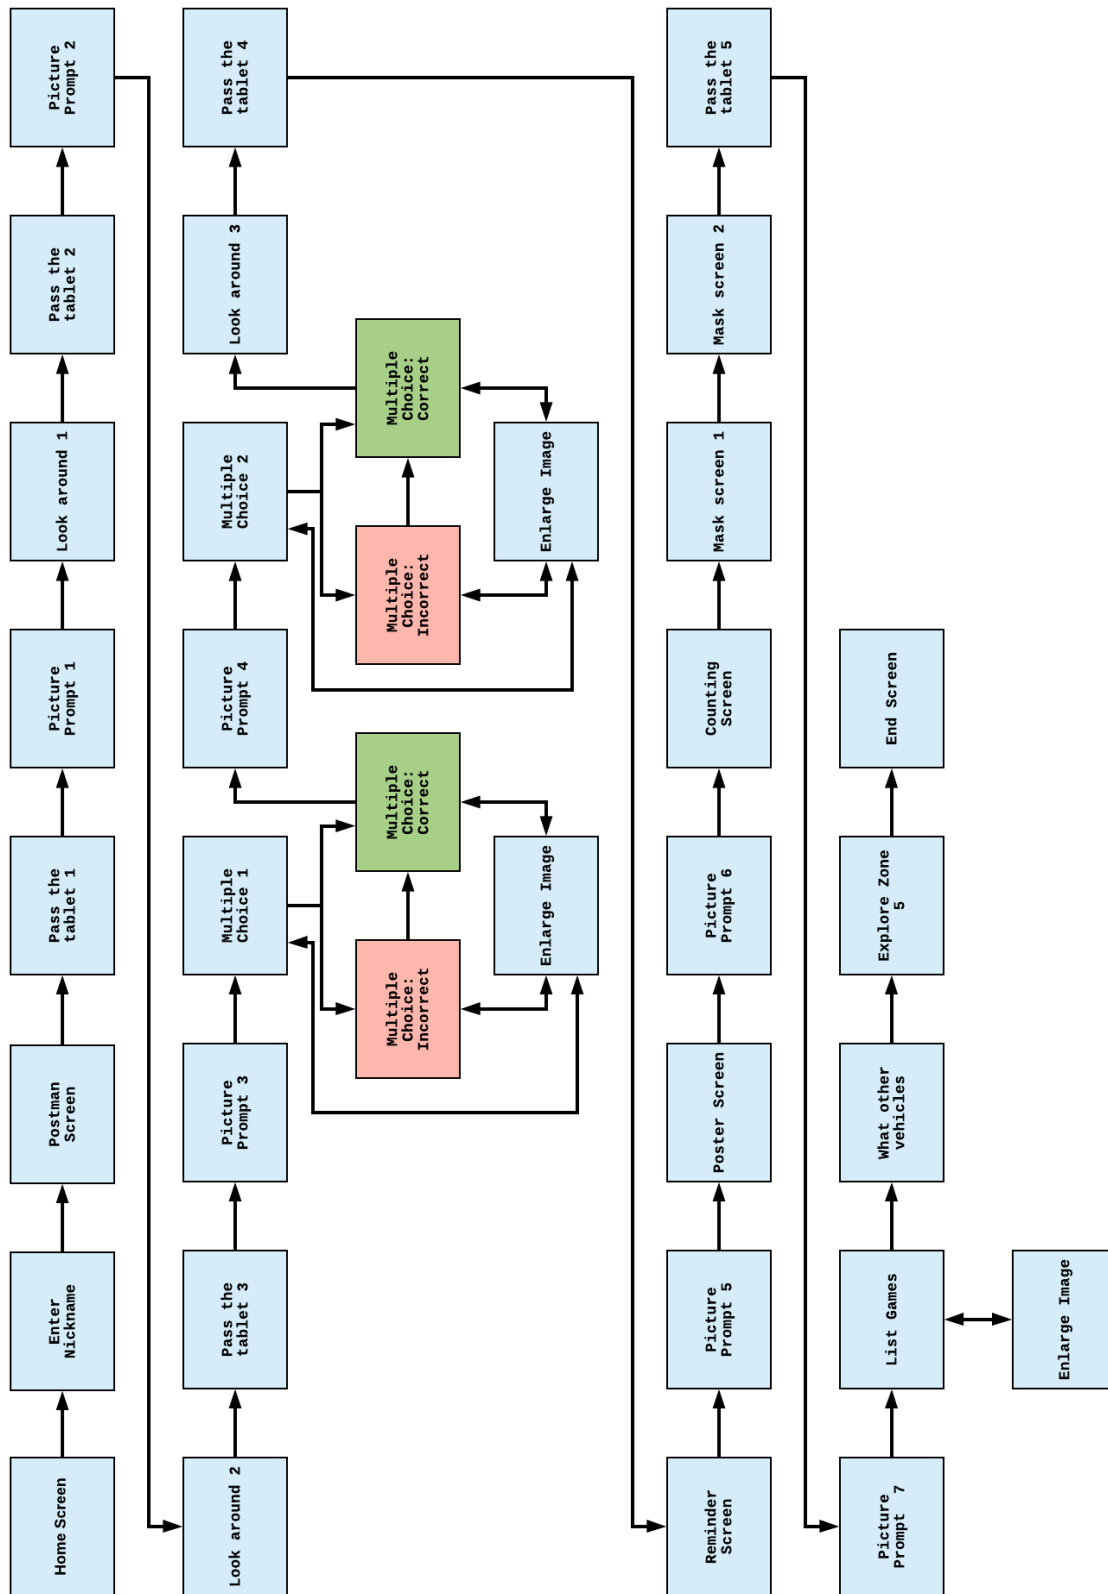 Home Screen
Enter
Nickname
Postman
Screen
Pass the
tablet 1
Picture
Prompt 1
Look around 1
Pass the
tablet 2
Picture
Prompt 2
Look around 2
Pass the
tablet 3
Picture
Prompt 3
Multiple
Choice 1
Multiple
Choice:
Incorrect
Multiple
Choice:
Correct
Enlarge Image
Picture
Prompt 4
Multiple
Choice 2
Multiple
Choice:
Incorrect
Multiple
Choice:
Correct
Enlarge Image
Look around 3
Pass the
tablet 4
Reminder
Screen
Picture
Prompt 5
Poster Screen
Picture
Prompt 6
Counting
Screen
Mask screen 1
Mask screen 2
Pass the
tablet 5
Picture
Prompt 7
List Games
Enlarge Image
What other
vehicles
Explore Zone
5
End Screen